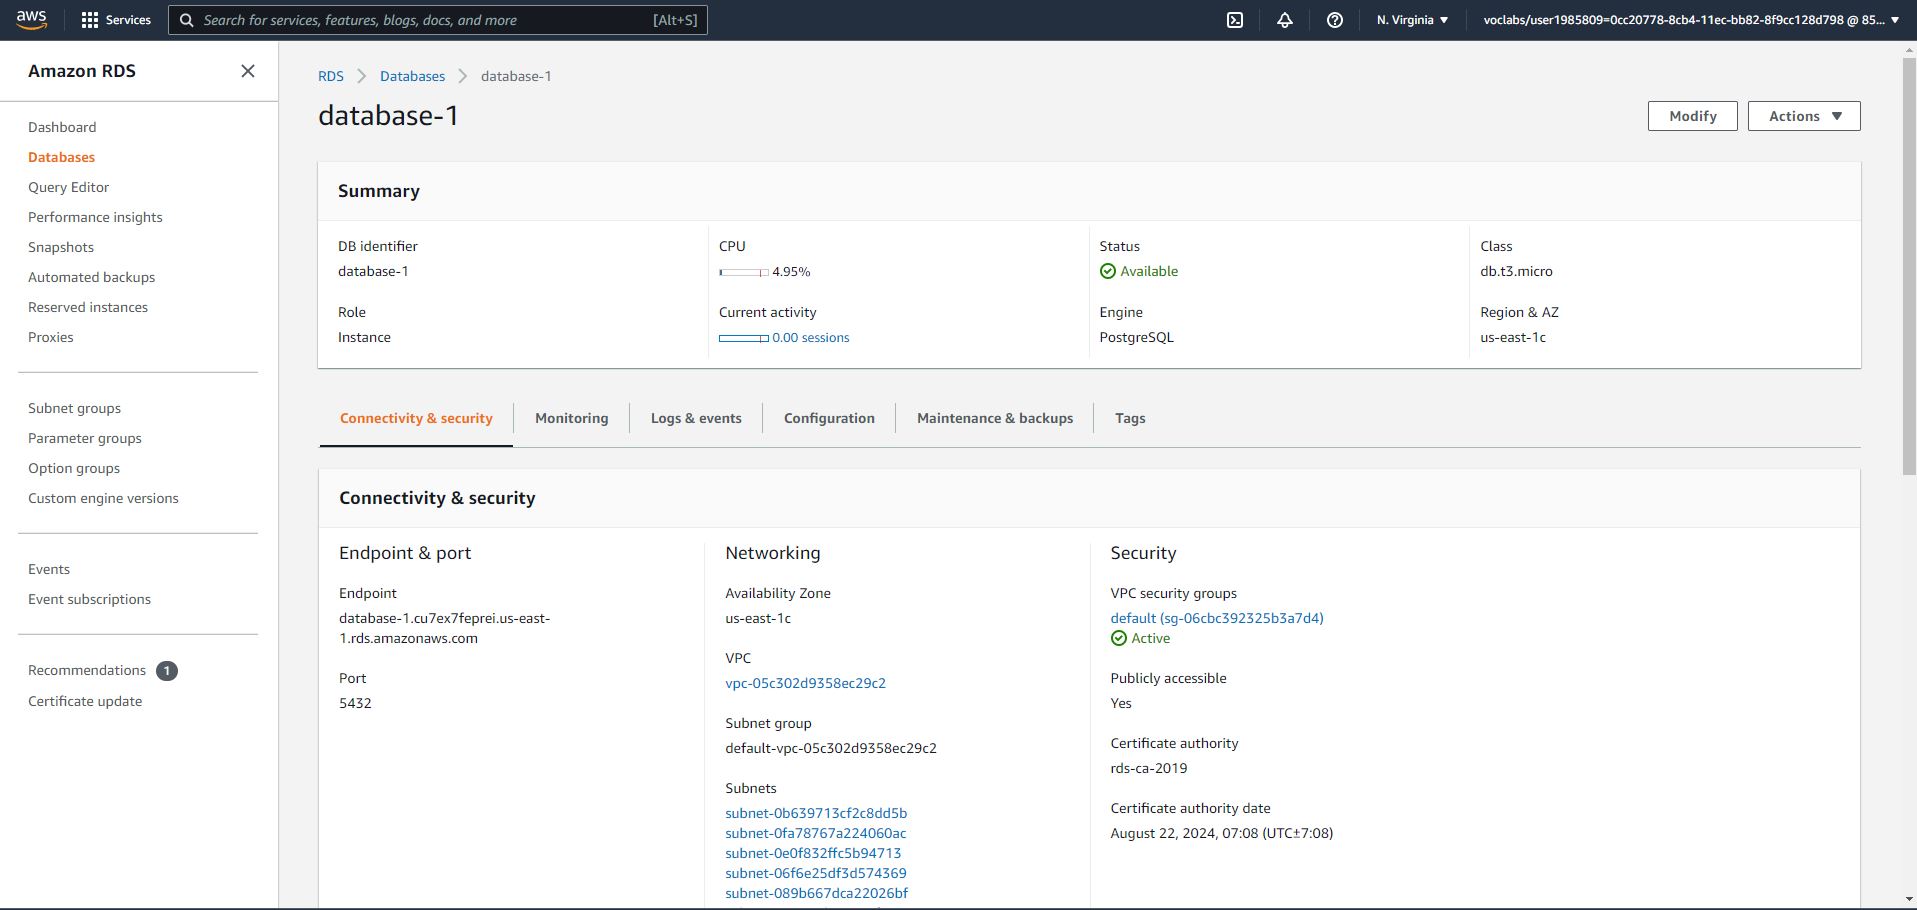 aws
Services
Search for services, features, blogs, docs, and more
[Alt+S]
N. Virginia ▼
voclabs/user1985809=0cc20778-8cb4-11ec-bb82-8f9cc128d798 @ 85... ▼
Amazon RDS
Dashboard
Databases
Query Editor
Performance insights
Snapshots
Automated backups
Reserved instances
Proxies
Subnet groups
Parameter groups
Option groups
Custom engine versions
Events
Event subscriptions
Recommendations 1
Certificate update
RDS > Databases > database-1
database-1
Modify
Actions ▼
Summary
DB identifier
database-1
CPU
4.95%
Status
Available
Class
db.t3.micro
Role
Instance
Current activity
0.00 sessions
Engine
PostgreSQL
Region & AZ
us-east-1c
Connectivity & security
Monitoring
Logs & events
Configuration
Maintenance & backups
Tags
Connectivity & security
Endpoint & port
Endpoint
database-1.cu7ex7feprei.us-east-
1.rds.amazonaws.com
Port
5432
Networking
Availability Zone
us-east-1c
VPC
vpc-05c302d9358ec29c2
Subnet group
default-vpc-05c302d9358ec29c2
Subnets
subnet-0b639713cf2c8dd5b
subnet-0fa78767a224060ac
subnet-0e0f832ffc5b94713
subnet-06f6e25df3d574369
subnet-089b667dca22026bf
Security
VPC security groups
default (sg-06cbc392325b3a7d4)
Active
Publicly accessible
Yes
Certificate authority
rds-ca-2019
Certificate authority date
August 22, 2024, 07:08 (UTC±7:08)